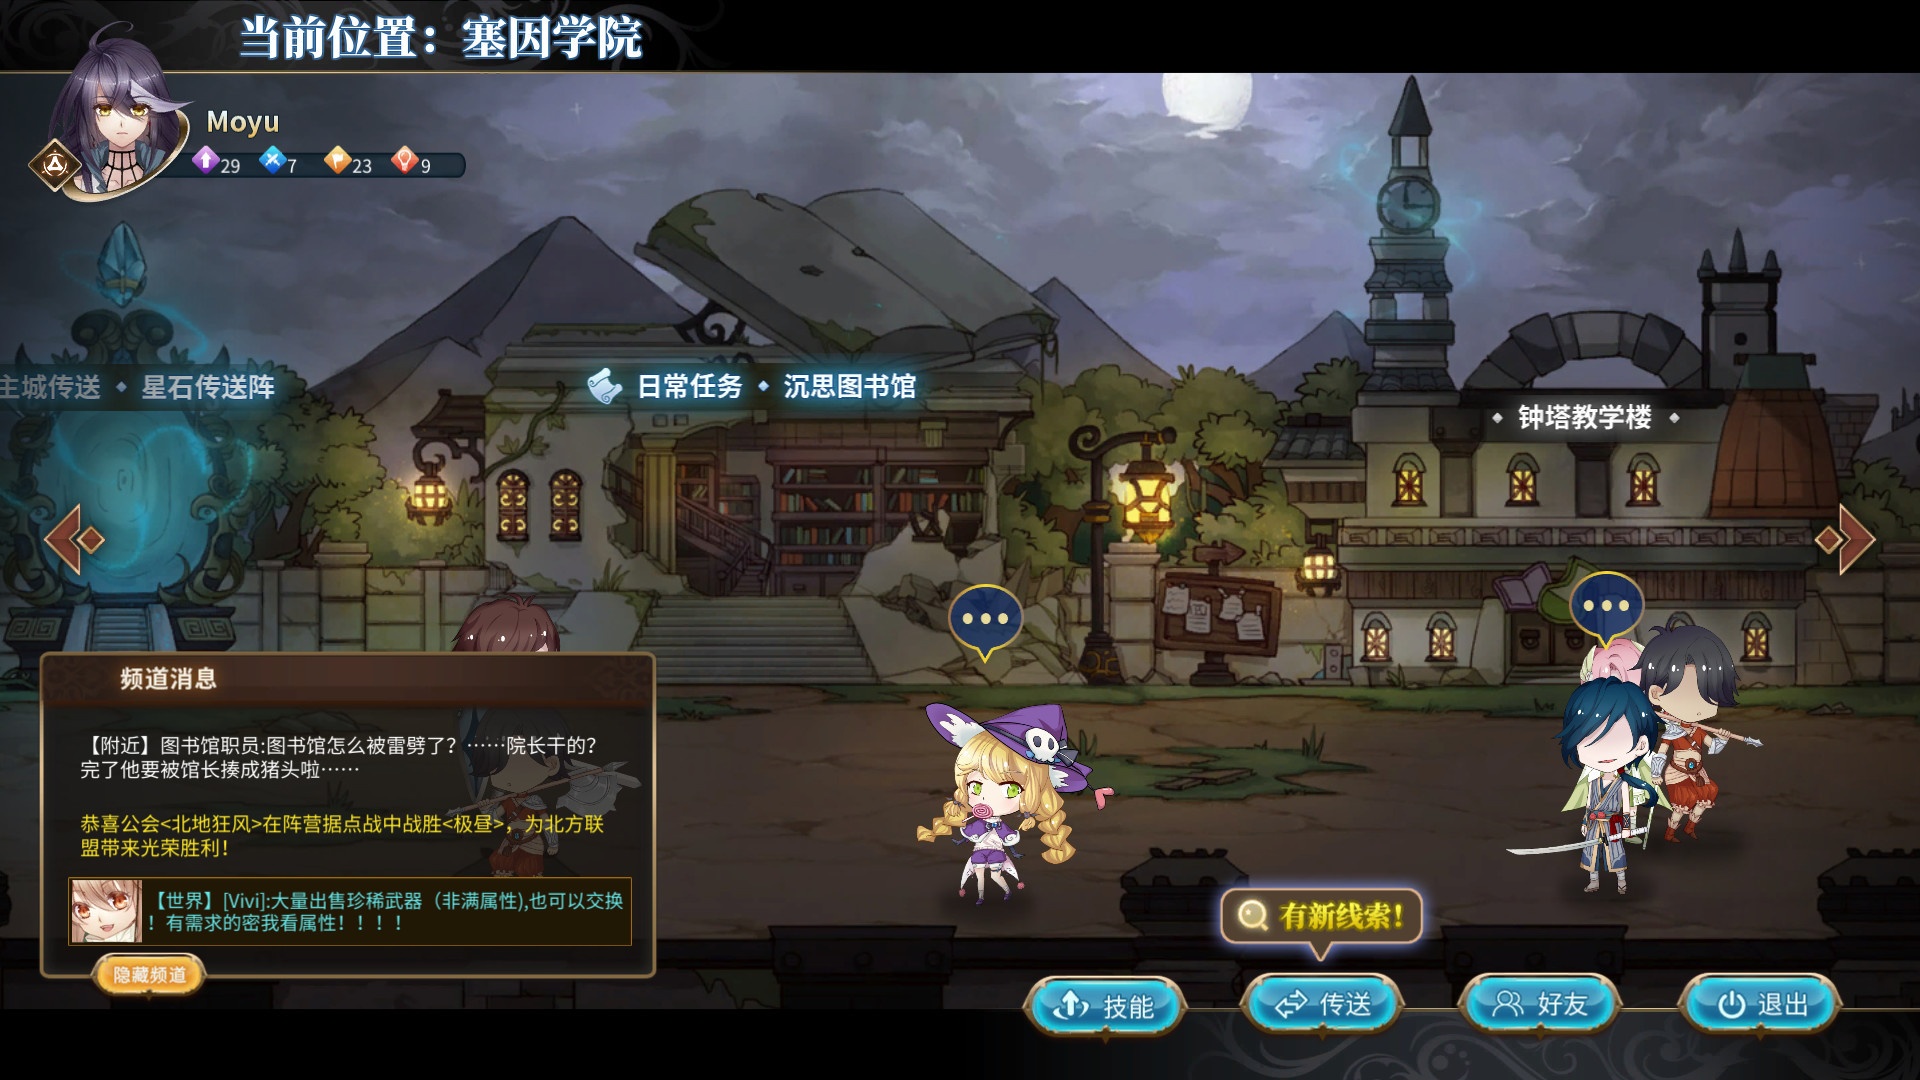 当前位置：塞因学院
Moyu
29 7 23 9
主城传送 ◆ 星石传送阵
日常任务 ◆ 沉思图书馆
◆ 钟塔教学楼 ◆
频道消息
【附近】图书馆职员:图书馆怎么被雷劈了？……院长干的？
完了他要被馆长揍成猪头啦……
恭喜公会<北地狂风>在阵营据点战中战胜<极昼>，为北方联
盟带来光荣胜利！
【世界】[Vivi]:大量出售珍稀武器（非满属性),也可以交换
！有需求的密我看属性！！！！
隐藏频道
有新线索！
技能
传送
好友
退出